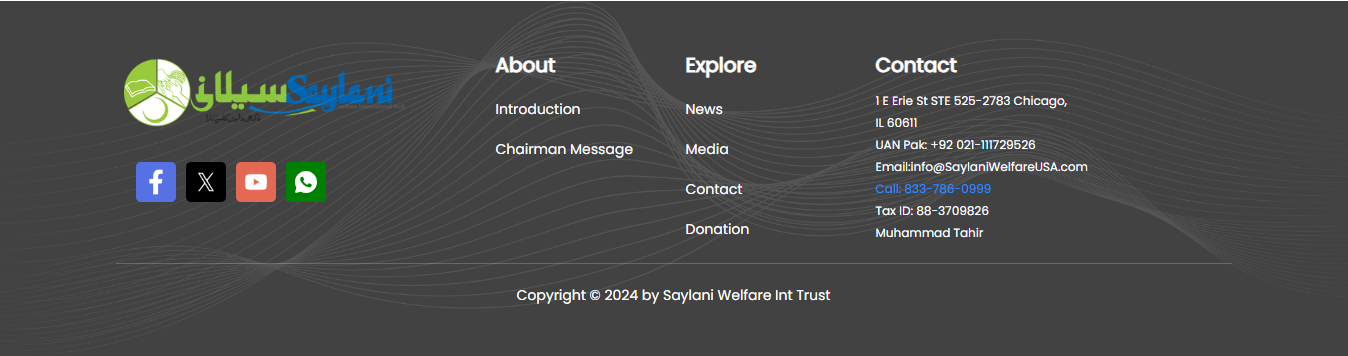 سیلانی Saylani
About
Introduction
Chairman Message
Explore
News
Media
Contact
Donation
Contact
1 E Erie St STE 525-2783 Chicago,
IL 60611
UAN Pak: +92 021-111729526
Email:info@SaylaniWelfareUSA.com
Call: 833-786-0999
Tax ID: 88-3709826
Muhammad Tahir
Copyright © 2024 by Saylani Welfare Int Trust